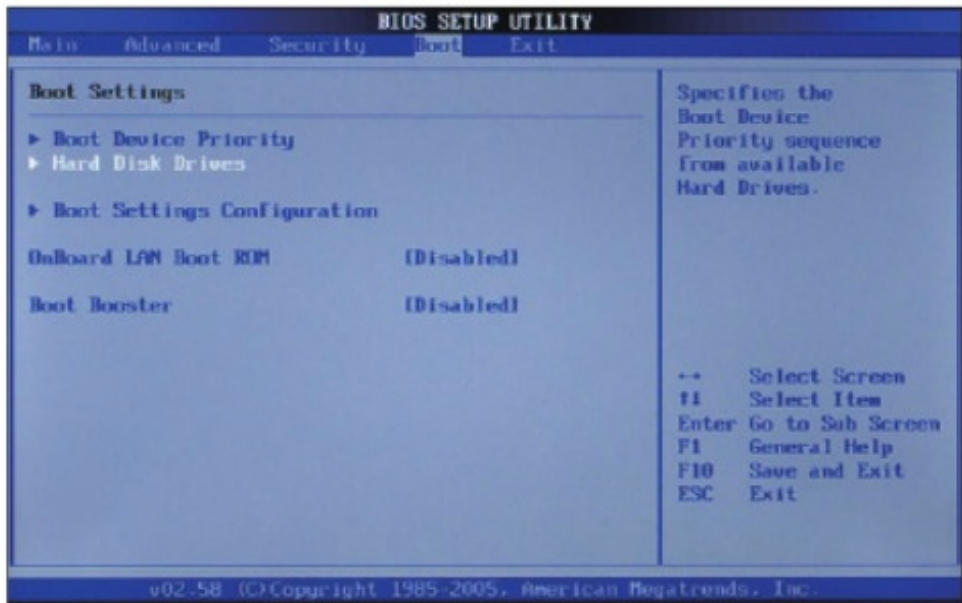 BIOS SETUP UTILITY
Main Advanced Security Boot Exit
Boot Settings
► Boot Device Priority
► Hard Disk Drives
► Boot Settings Configuration
OnBoard LAN Boot ROM [Disabled]
Boot Booster [Disabled]
Specifies the
Boot Device
Priority sequence
from available
Hard Drives.
←→ Select Screen
↑↓ Select Item
Enter Go to Sub Screen
F1 General Help
F10 Save and Exit
ESC Exit
v02.58 (C)Copyright 1985-2005, American Megatrends, Inc.